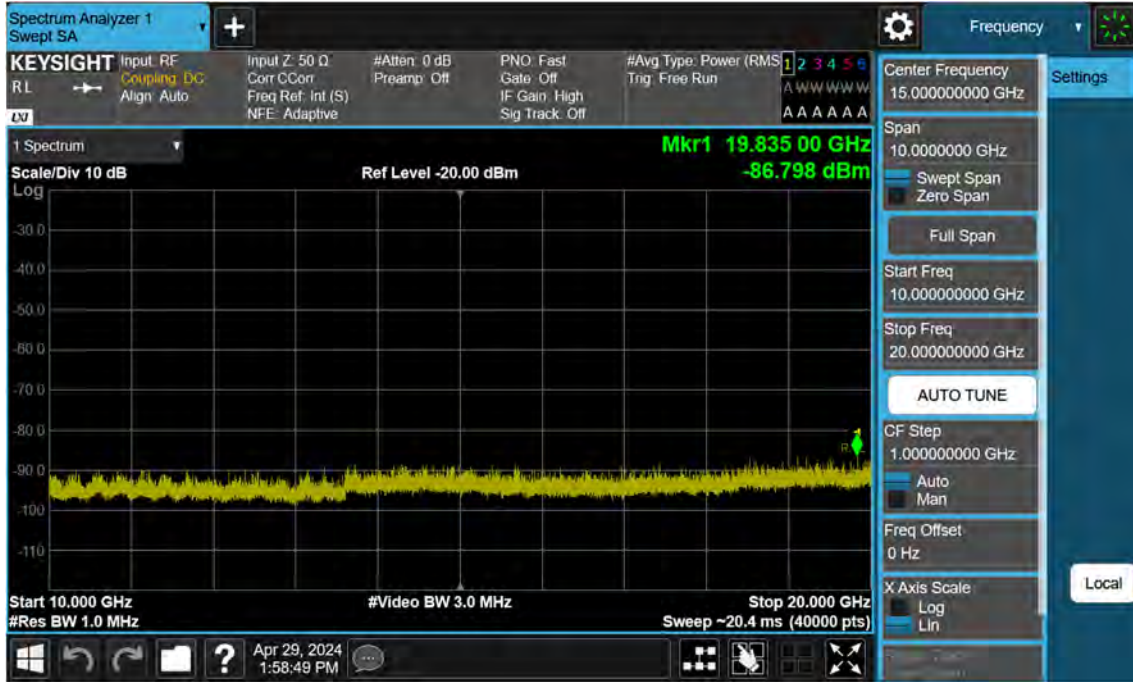 Spectrum Analyzer 1
Swept SA
Frequency
KEYSIGHT
RL
LXI
Input: RF
Coupling: DC
Align: Auto
Input Z: 50 Ω
Corr CCorr
Freq Ref: Int (S)
NFE: Adaptive
#Atten: 0 dB
Preamp: Off
PNO: Fast
Gate: Off
IF Gain: High
Sig Track: Off
#Avg Type: Power (RMS
Trig: Free Run
1 2 3 4 5 6
A W W W W W
A A A A A A
1 Spectrum
Scale/Div 10 dB
Ref Level -20.00 dBm
Mkr1 19.835 00 GHz
-86.798 dBm
Log
-30.0
-40.0
-50.0
-60.0
-70.0
-80.0
-90.0
-100
-110
1
Start 10.000 GHz
#Res BW 1.0 MHz
#Video BW 3.0 MHz
Stop 20.000 GHz
Sweep ~20.4 ms (40000 pts)
Apr 29, 2024
1:58:49 PM
Center Frequency
15.000000000 GHz
Span
10.0000000 GHz
Swept Span
Zero Span
Full Span
Start Freq
10.000000000 GHz
Stop Freq
20.000000000 GHz
AUTO TUNE
CF Step
1.000000000 GHz
Auto
Man
Freq Offset
0 Hz
X Axis Scale
Log
Lin
Settings
Local